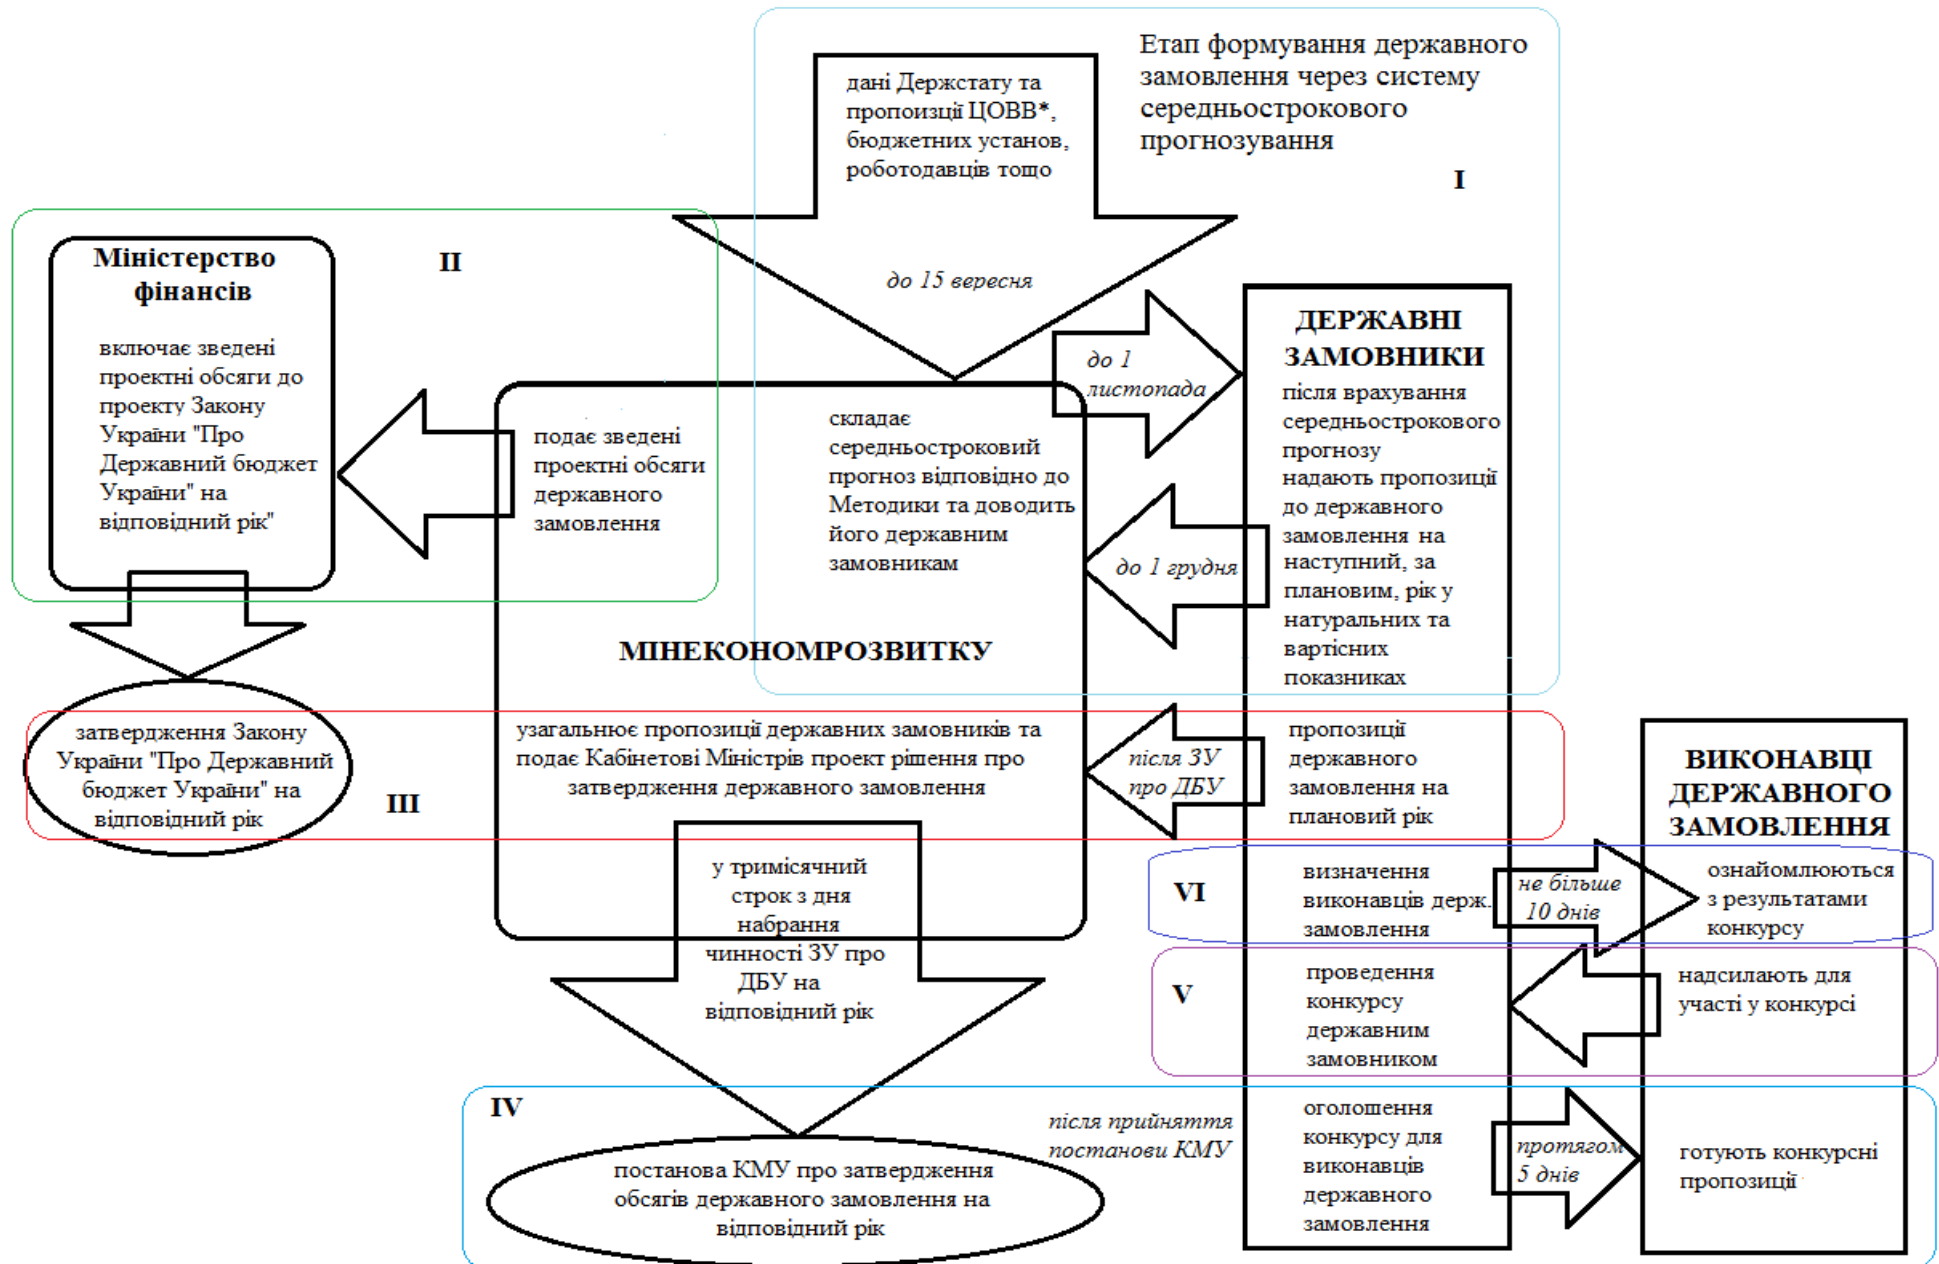 Етап формування державного
замовлення через систему
середньострокового
прогнозування
I
дані Держстату та
пропоизції ЦОВВ*,
бюджетних установ,
роботодавців тощо
до 15 вересня
II
Міністерство
фінансів
включає зведені
проектні обсяги до
проекту Закону
України "Про
Державний бюджет
України" на
відповідний рік"
подає зведені
проектні обсяги
державного
замовлення
складає
середньостроковий
прогноз відповідно до
Методики та доводить
його державним
замовникам
до 1
листопада
до 1 грудня
ДЕРЖАВНІ
ЗАМОВНИКИ
після врахування
середньострокового
прогнозу
надають пропозиції
до державного
замовлення на
наступний, за
плановим, рік у
натуральних та
вартісних
показниках
МІНЕКОНОМРОЗВИТКУ
затвердження Закону
України "Про Державний
бюджет України" на
відповідний рік
III
узагальнює пропозиції державних замовників та
подає Кабінетові Міністрів проект рішення про
затвердження державного замовлення
після ЗУ
про ДБУ
пропозиції
державного
замовлення на
плановий рік
ВИКОНАВЦІ
ДЕРЖАВНОГО
ЗАМОВЛЕННЯ
у тримісячний
строк з дня
набрання
чинності ЗУ про
ДБУ на
відповідний рік
VI
визначення
виконавців держ.
замовлення
не більше
10 днів
ознайомлюються
з результатами
конкурсу
V
проведення
конкурсу
державним
замовником
надсилають для
участі у конкурсі
IV
після прийняття
постанови КМУ
постанова КМУ про затвердження
обсягів державного замовлення на
відповідний рік
оголошення
конкурсу для
виконавців
державного
замовлення
протягом
5 днів
готують конкурсні
пропозиції